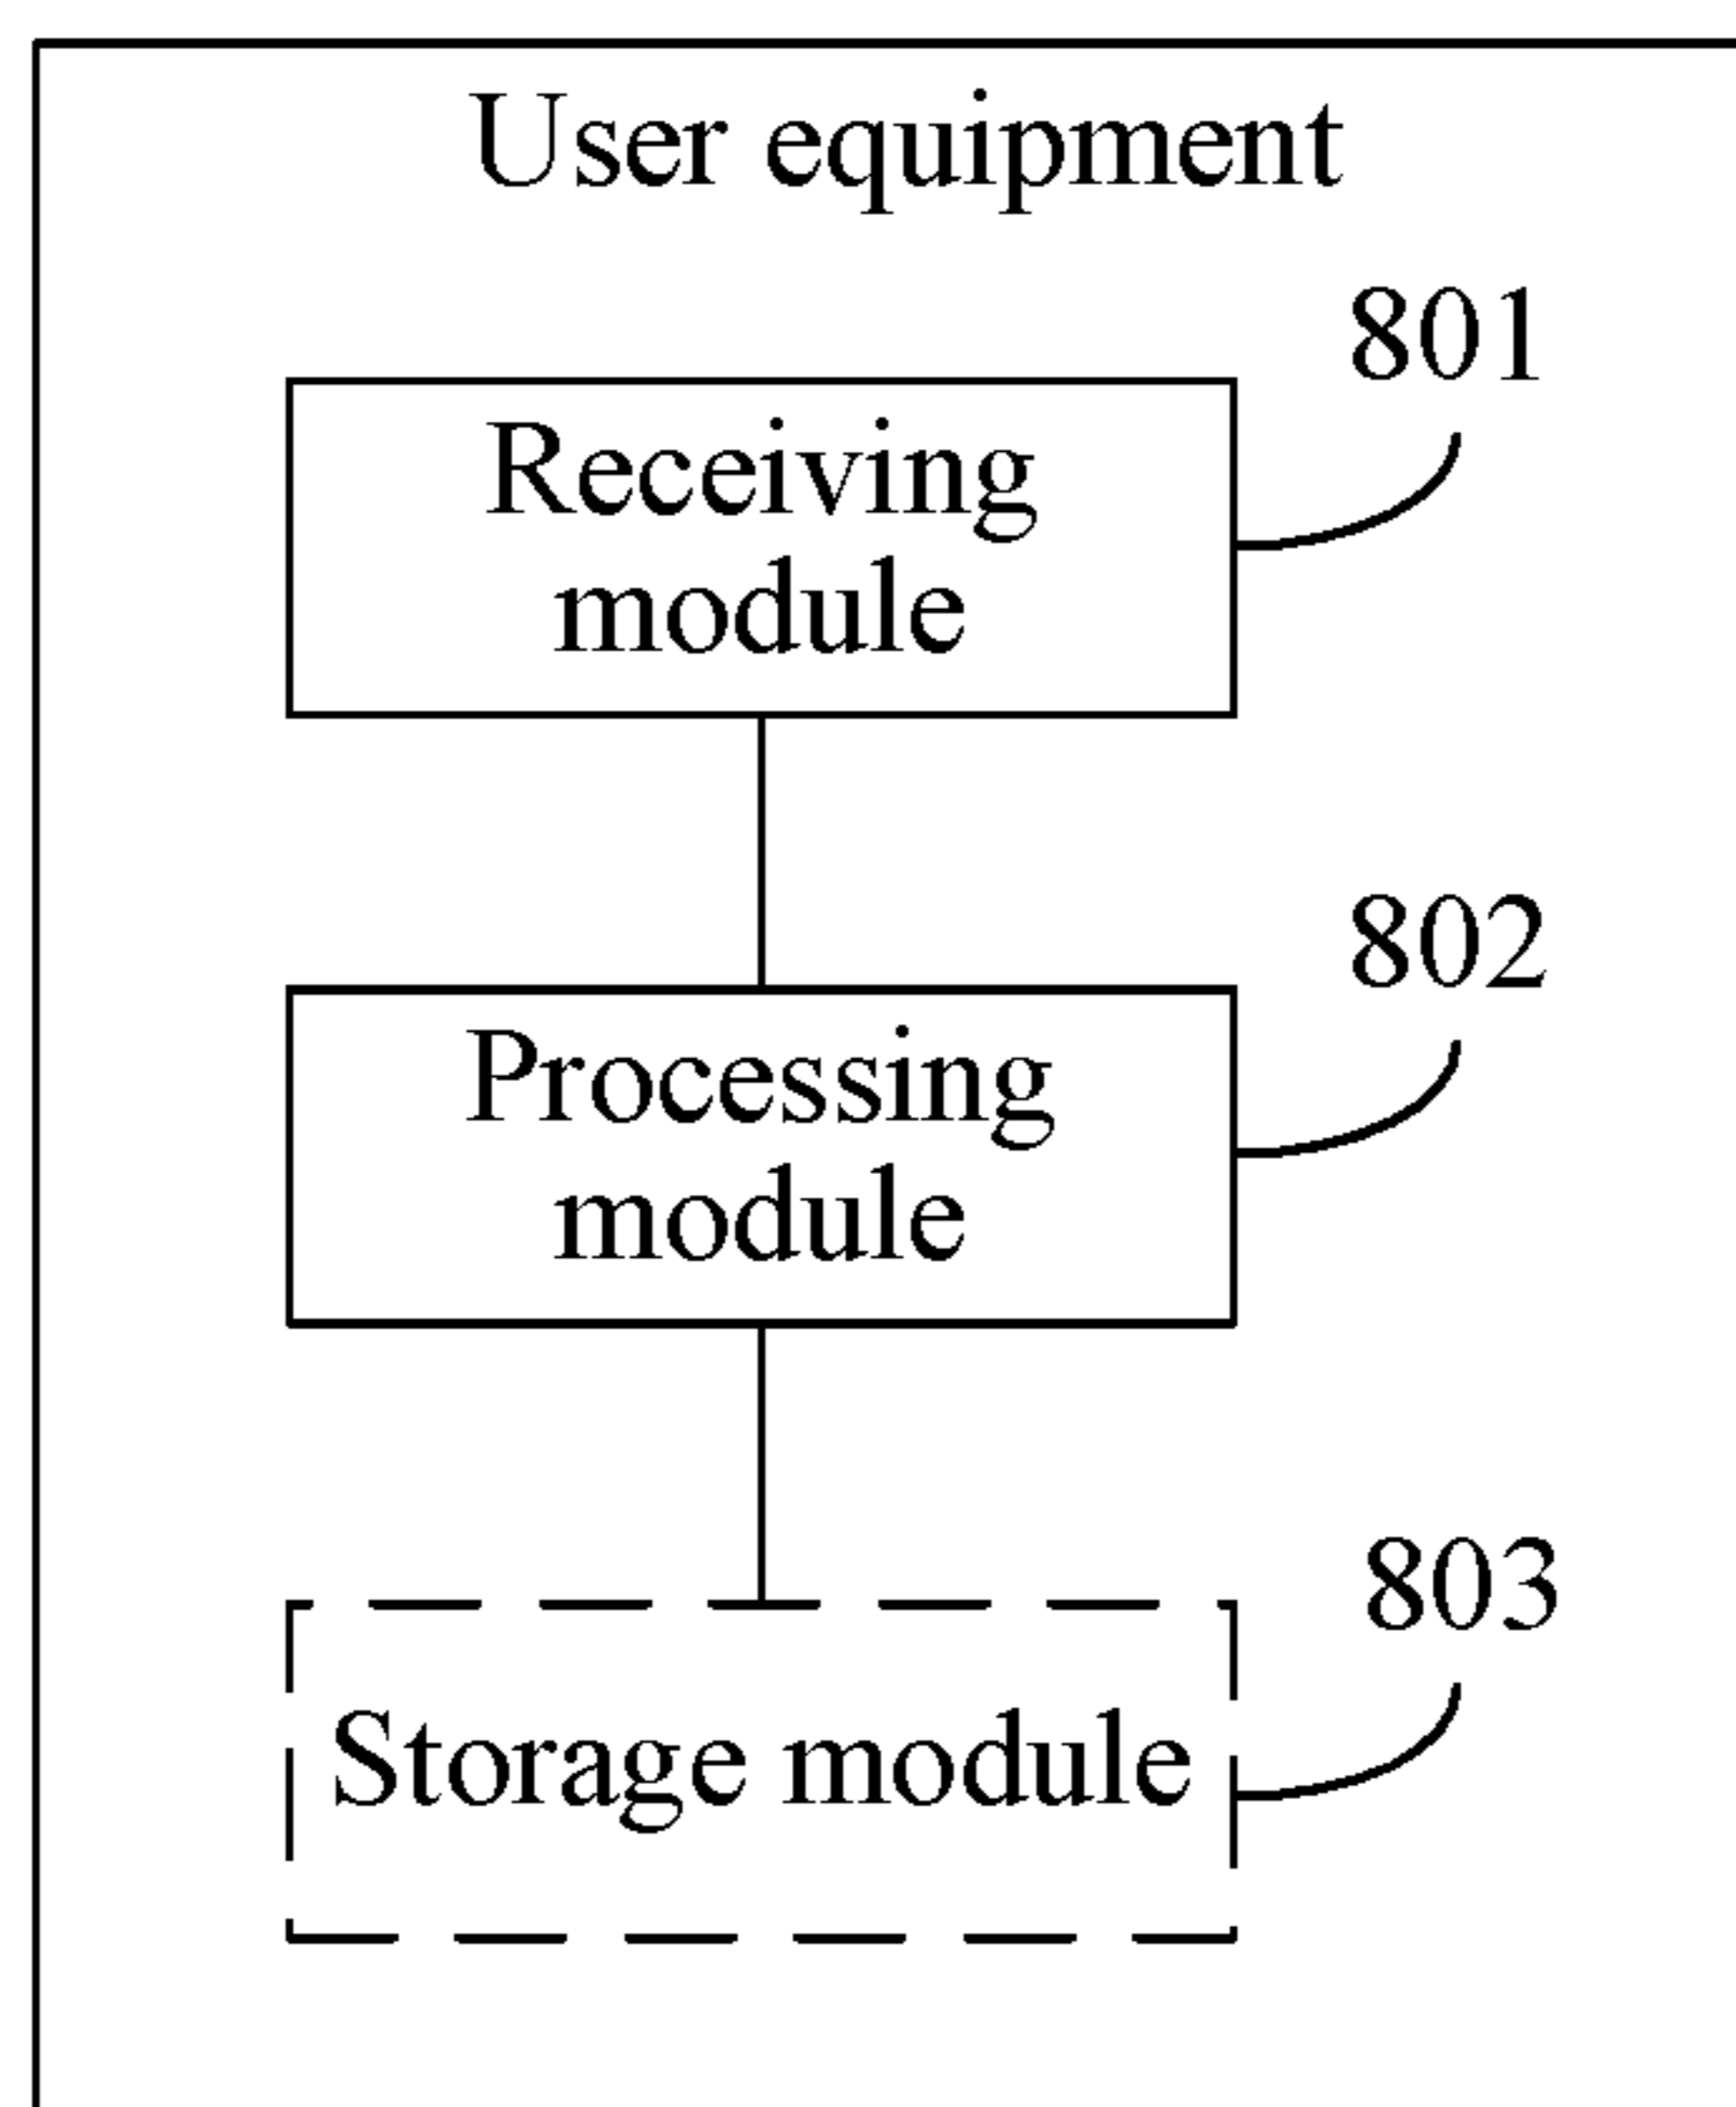 User equipment
801
Receiving
module
802
Processing
module
803
Storage module